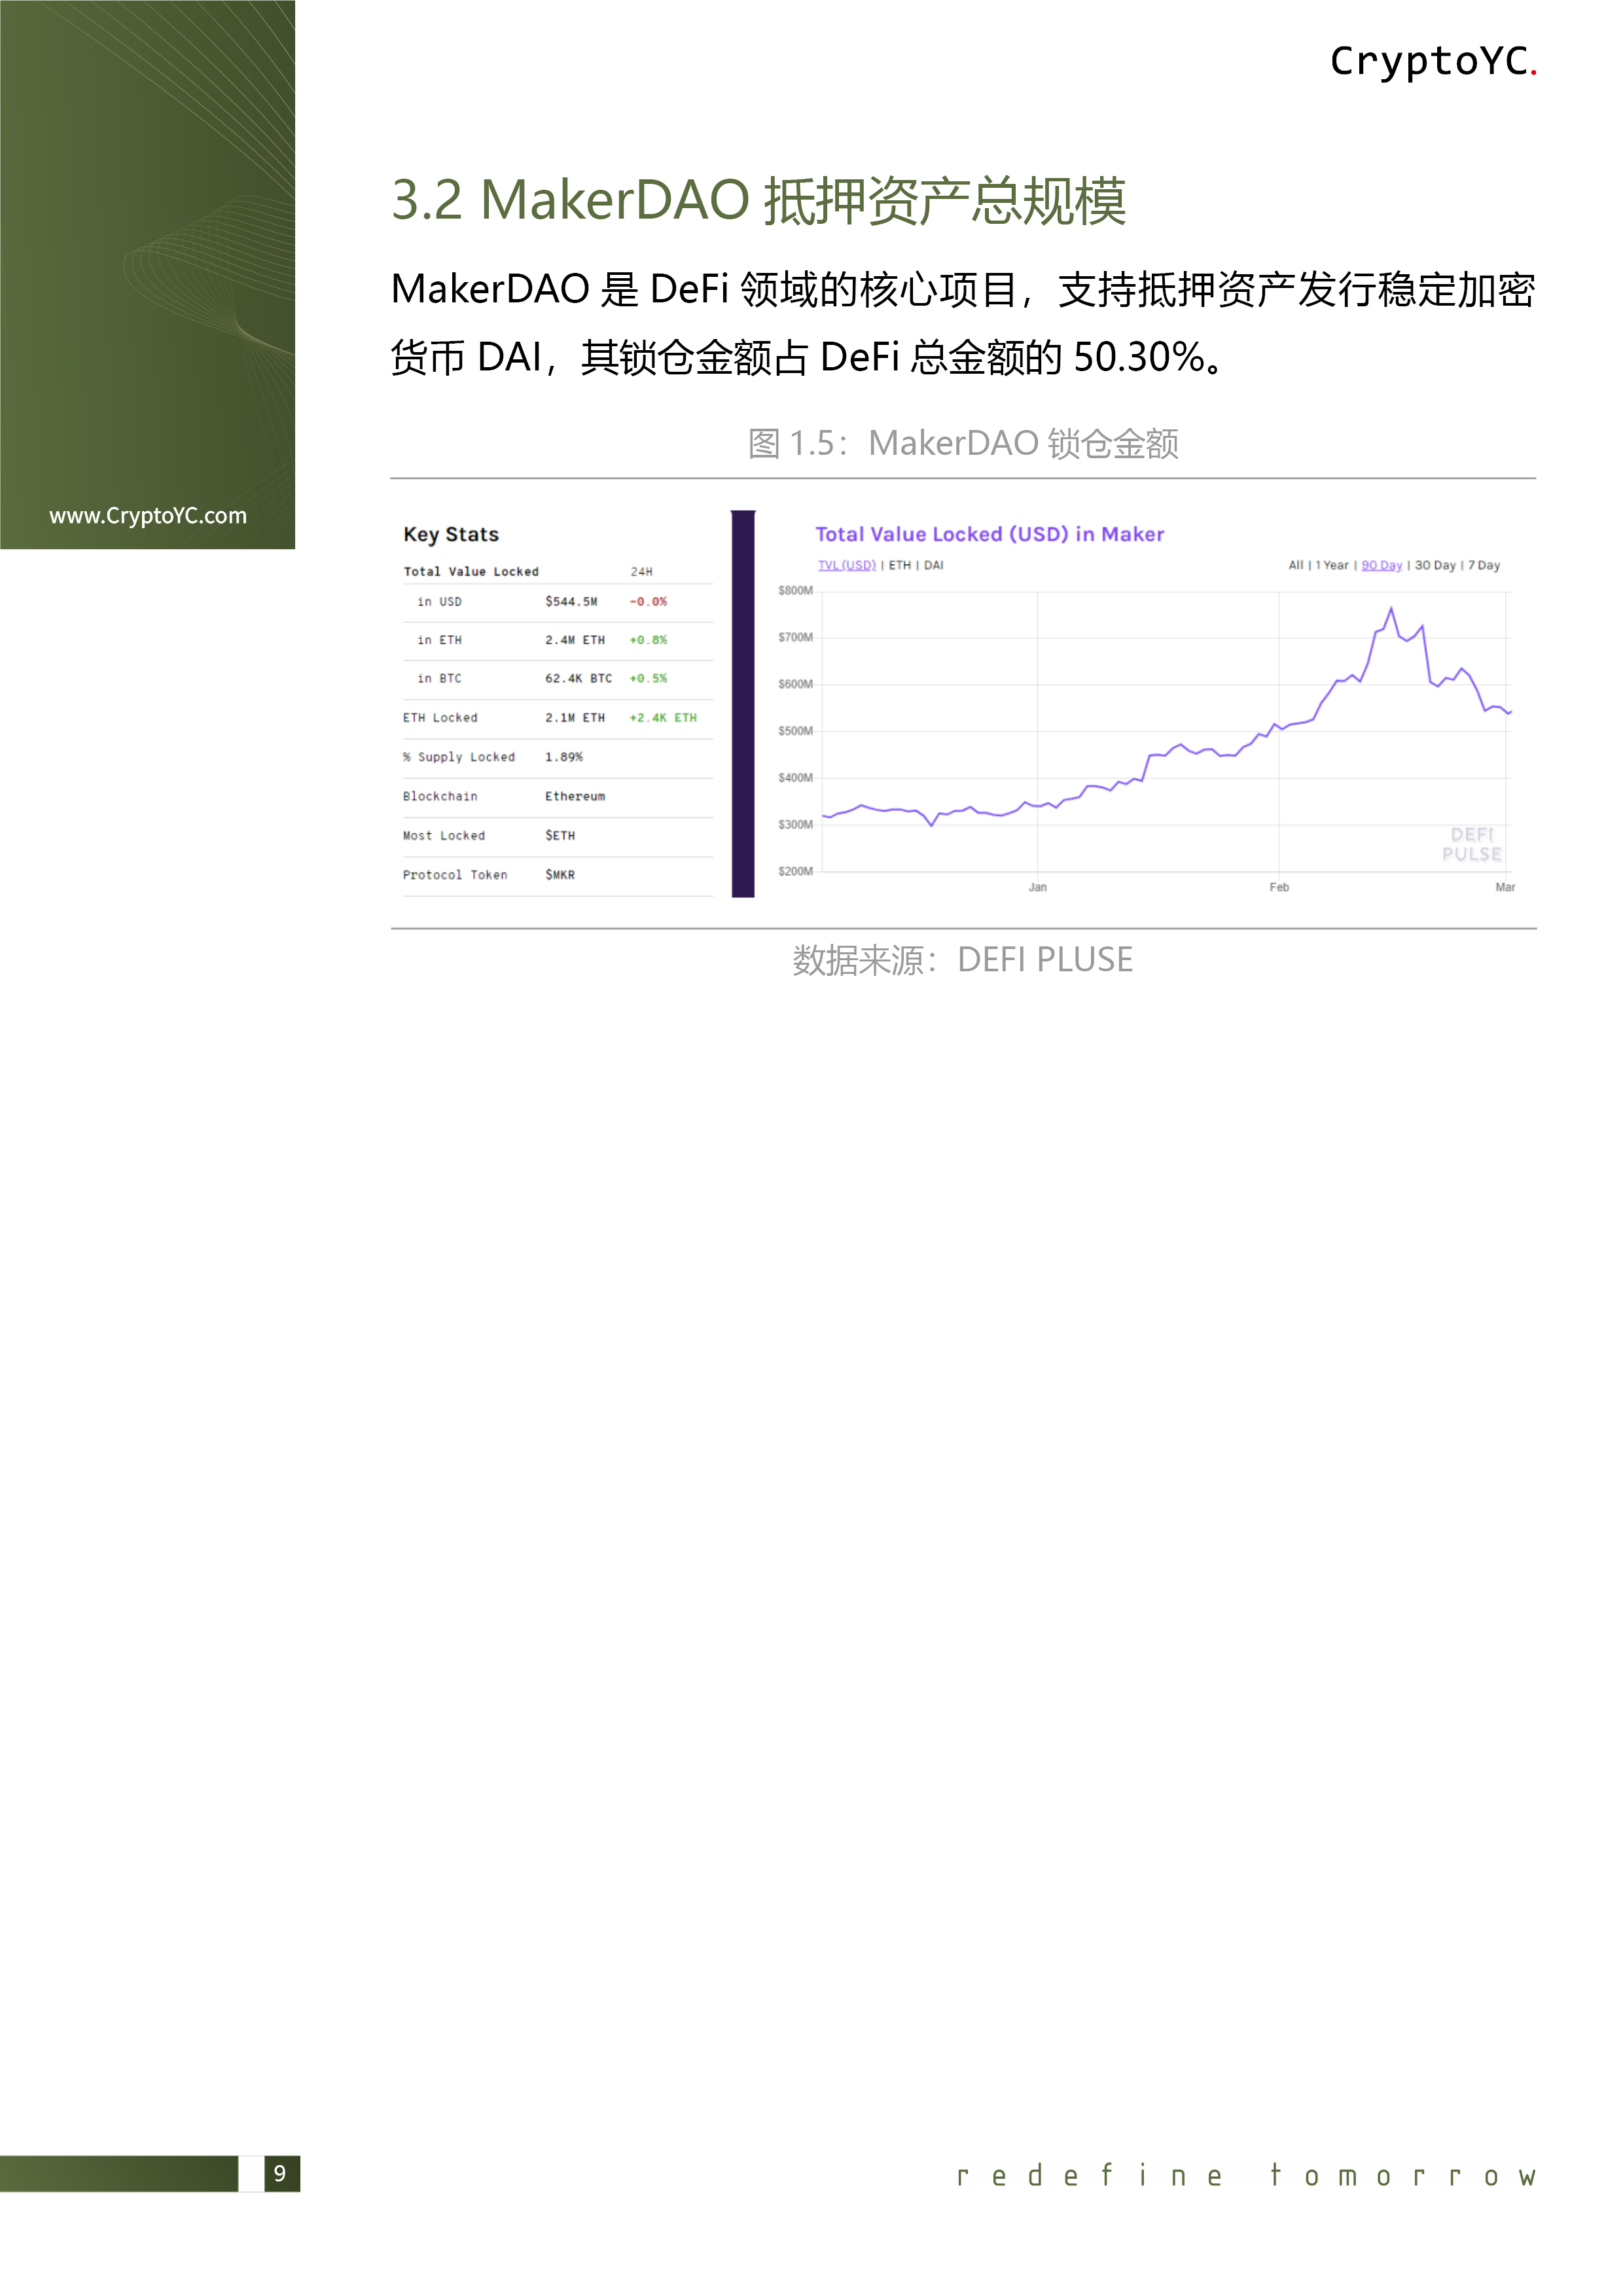 CryptoYC.
www.CryptoYC.com
3.2 MakerDAO 抵押资产总规模
MakerDAO 是 DeFi 领域的核心项目，支持抵押资产发行稳定加密
货币 DAI，其锁仓金额占 DeFi 总金额的 50.30%。
图 1.5：MakerDAO 锁仓金额
Key Stats
Total Value Locked 24H
in USD $544.5M -0.0%
in ETH 2.4M ETH +0.8%
in BTC 62.4K BTC +0.5%
ETH Locked 2.1M ETH +2.4K ETH
% Supply Locked 1.89%
Blockchain Ethereum
Most Locked $ETH
Protocol Token $MKR
Total Value Locked (USD) in Maker
TVL (USD) | ETH | DAI All | 1 Year | 90 Day | 30 Day | 7 Day
$800M
$700M
$600M
$500M
$400M
$300M
$200M
DEFI
PULSE
Jan Feb Mar
数据来源：DEFI PLUSE
9
redefine tomorrow